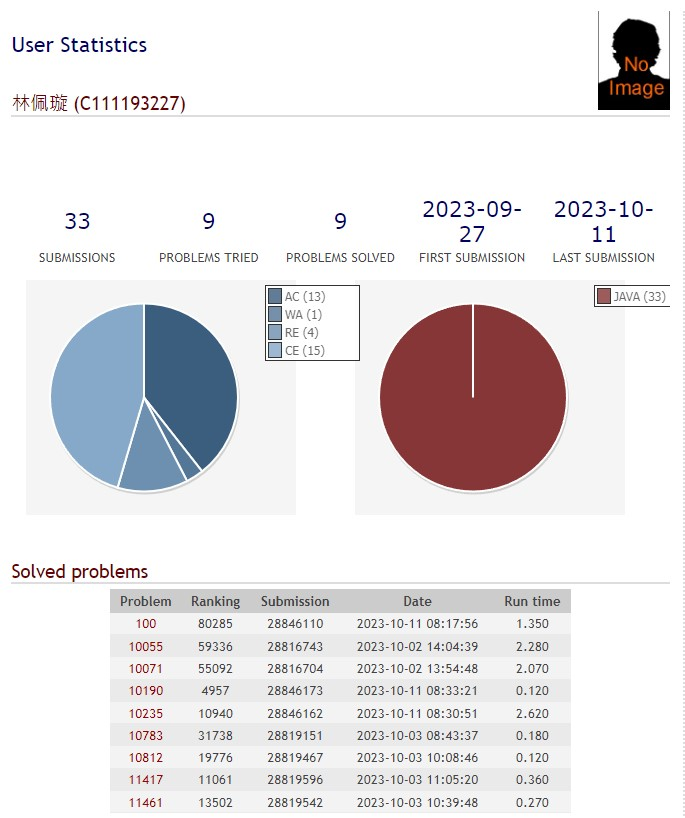 User Statistics
No
Image
林佩璇 (C111193227)
33
SUBMISSIONS
9
PROBLEMS TRIED
9
PROBLEMS SOLVED
2023-09-
27
FIRST SUBMISSION
2023-10-
11
LAST SUBMISSION
AC (13)
WA (1)
RE (4)
CE (15)
JAVA (33)
Solved problems
Problem Ranking Submission Date Run time
100 80285 28846110 2023-10-11 08:17:56 1.350
10055 59336 28816743 2023-10-02 14:04:39 2.280
10071 55092 28816704 2023-10-02 13:54:48 2.070
10190 4957 28846173 2023-10-11 08:33:21 0.120
10235 10940 28846162 2023-10-11 08:30:51 2.620
10783 31738 28819151 2023-10-03 08:43:37 0.180
10812 19776 28819467 2023-10-03 10:08:46 0.120
11417 11061 28819596 2023-10-03 11:05:20 0.360
11461 13502 28819542 2023-10-03 10:39:48 0.270